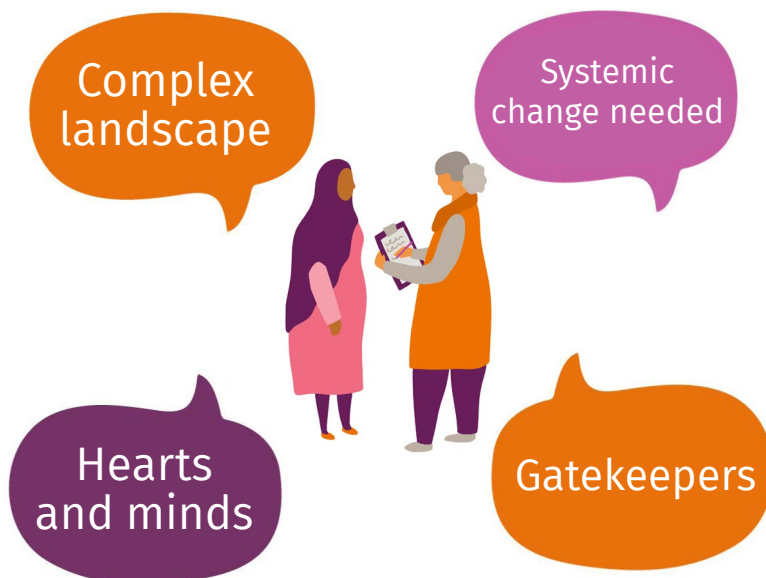 Complex
landscape
Systemic
change needed
Hearts
and minds
Gatekeepers